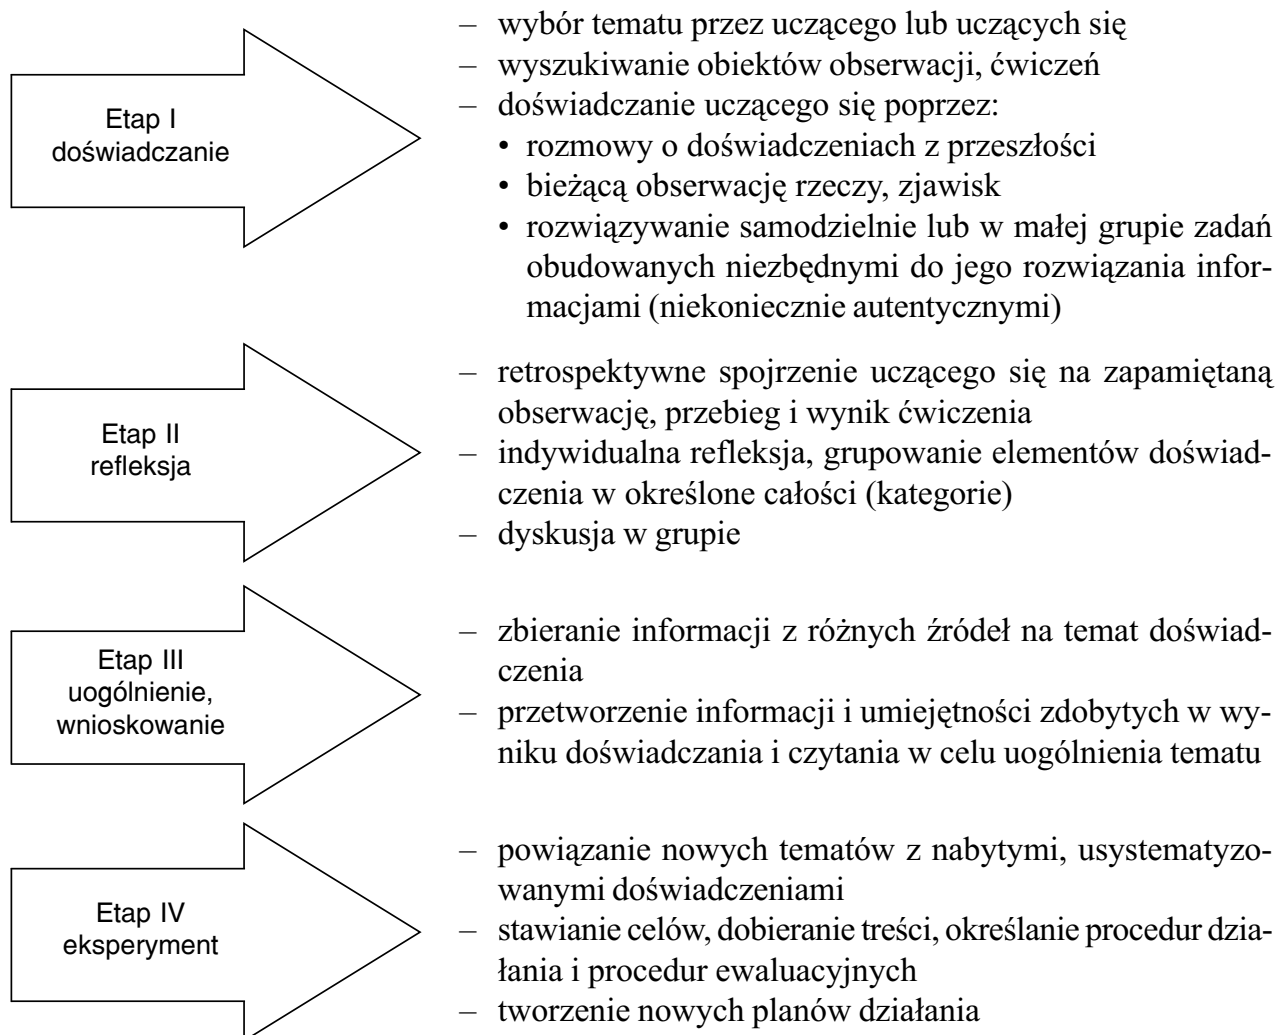 Etap I
doświadczanie
– wybór tematu przez uczącego lub uczących się
– wyszukiwanie obiektów obserwacji, ćwiczeń
– doświadczanie uczącego się poprzez:
• rozmowy o doświadczeniach z przeszłości
• bieżącą obserwację rzeczy, zjawisk
• rozwiązywanie samodzielnie lub w małej grupie zadań
obudowanych niezbędnymi do jego rozwiązania infor-
macjami (niekoniecznie autentycznymi)
Etap II
refleksja
– retrospektywne spojrzenie uczącego się na zapamiętaną
obserwację, przebieg i wynik ćwiczenia
– indywidualna refleksja, grupowanie elementów doświad-
czenia w określone całości (kategorie)
– dyskusja w grupie
Etap III
uogólnienie,
wnioskowanie
– zbieranie informacji z różnych źródeł na temat doświad-
czenia
– przetworzenie informacji i umiejętności zdobytych w wy-
niku doświadczania i czytania w celu uogólnienia tematu
Etap IV
eksperyment
– powiązanie nowych tematów z nabytymi, usystematyzo-
wanymi doświadczeniami
– stawianie celów, dobieranie treści, określanie procedur dzia-
łania i procedur ewaluacyjnych
– tworzenie nowych planów działania